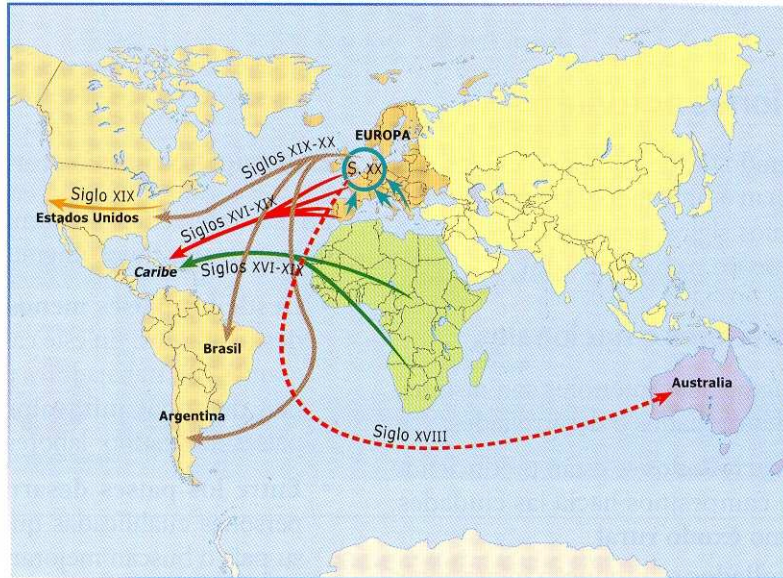 EUROPA
Siglos XIX-XX
S. XX
Siglo XIX
Estados Unidos
Siglos XVI-XIX
Caribe
Siglos XVI-XIX
Brasil
Australia
Argentina
Siglo XVIII